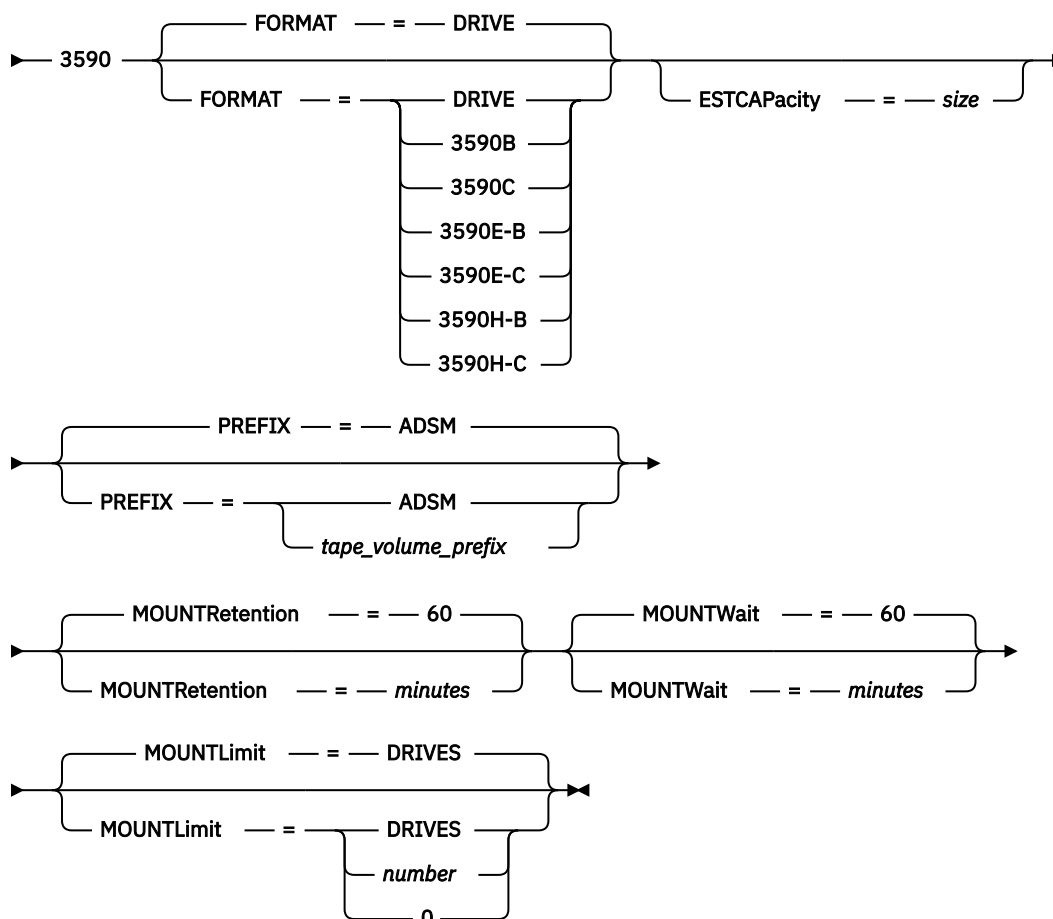 FORMAT = DRIVE
3590
FORMAT = DRIVE ESTCAPacity = size
3590B
3590C
3590E-B
3590E-C
3590H-B
3590H-C
PREFIX = ADSM
PREFIX = ADSM
tape_volume_prefix
MOUNTRetention = 60 MOUNTWait = 60
MOUNTRetention = minutes MOUNTWait = minutes
MOUNTLimit = DRIVES
MOUNTLimit = DRIVES
number
0